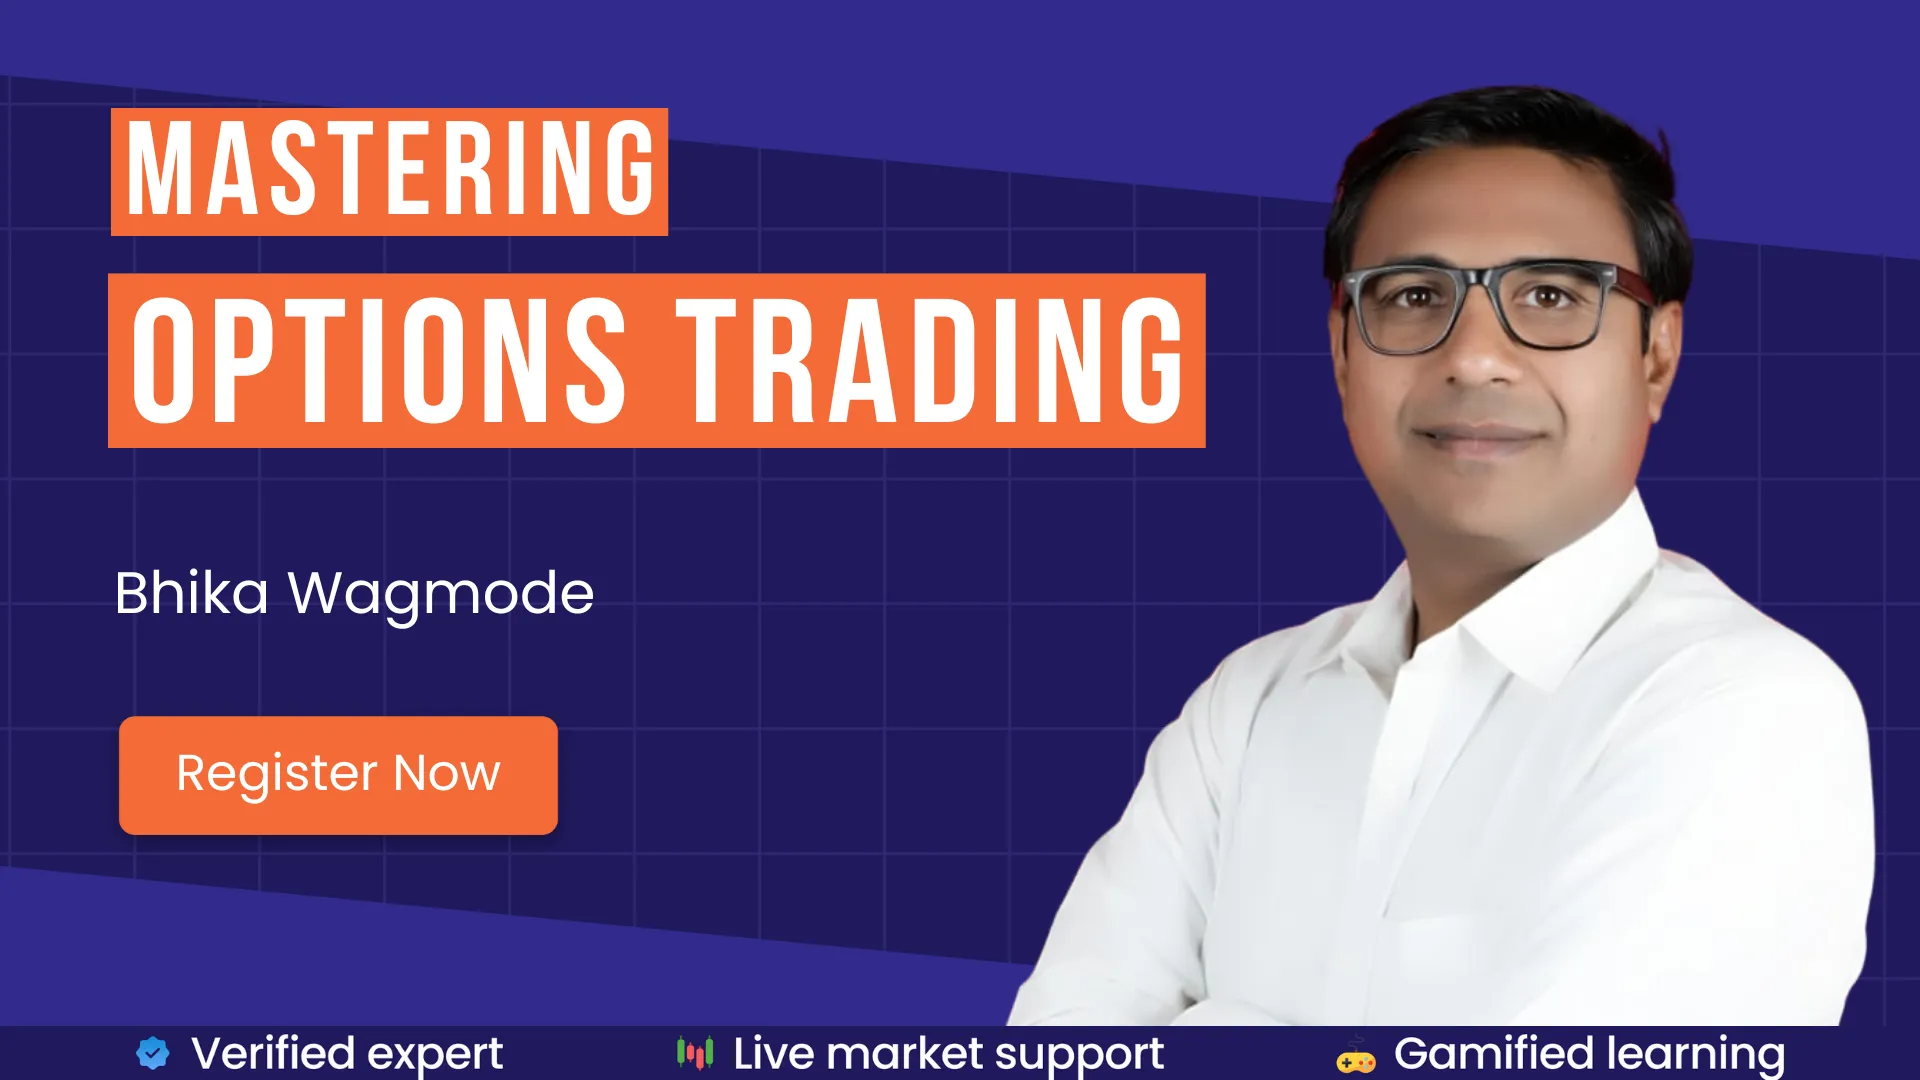 MASTERING
OPTIONS TRADING
Bhika Wagmode
Register Now
Verified expert
Live market support
Gamified learning